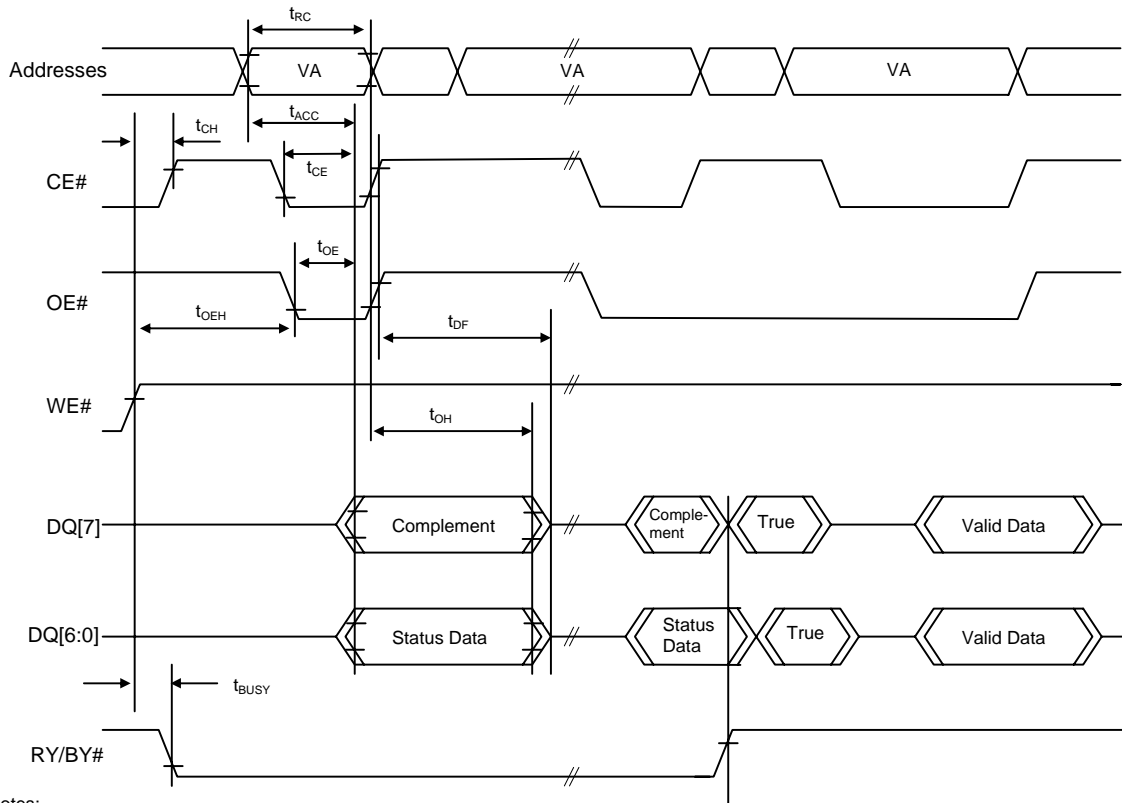 tRC
Addresses
VA
VA
VA
tACC
tCH
tCE
CE#
tOE
OE#
tOEH
tDF
WE#
tOH
DQ[7]
Complement
Comple-
ment
True
Valid Data
DQ[6:0]
Status Data
Status
Data
True
Valid Data
tBUSY
RY/BY#